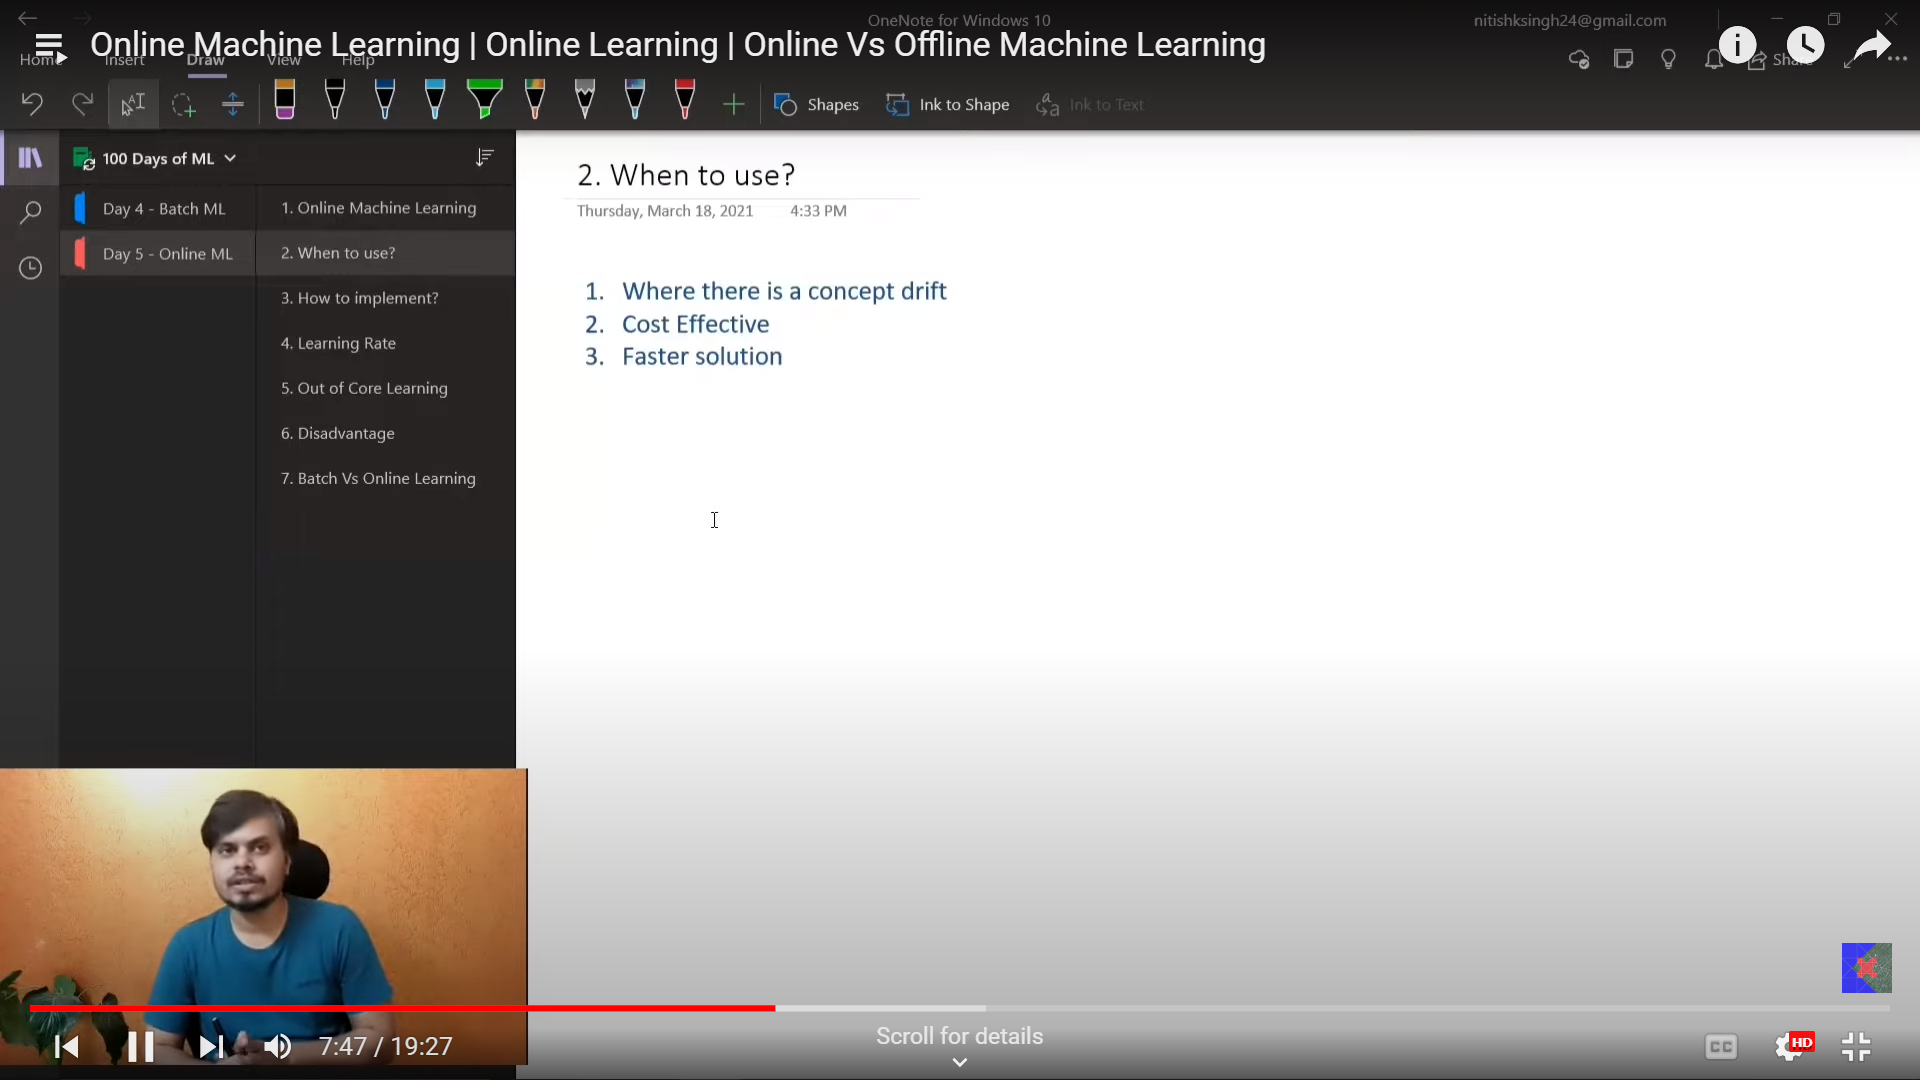 OneNote for Windows 10
nitishksingh24@gmail.com
Online Machine Learning | Online Learning | Online Vs Offline Machine Learning
Home Insert Draw View Help
Share
Shapes Ink to Shape Ink to Text
100 Days of ML
Day 4 - Batch ML
Day 5 - Online ML
1. Online Machine Learning
2. When to use?
3. How to implement?
4. Learning Rate
5. Out of Core Learning
6. Disadvantage
7. Batch Vs Online Learning
2. When to use?
Thursday, March 18, 2021 4:33 PM
1. Where there is a concept drift
2. Cost Effective
3. Faster solution
7:47 / 19:27
Scroll for details
CC
HD